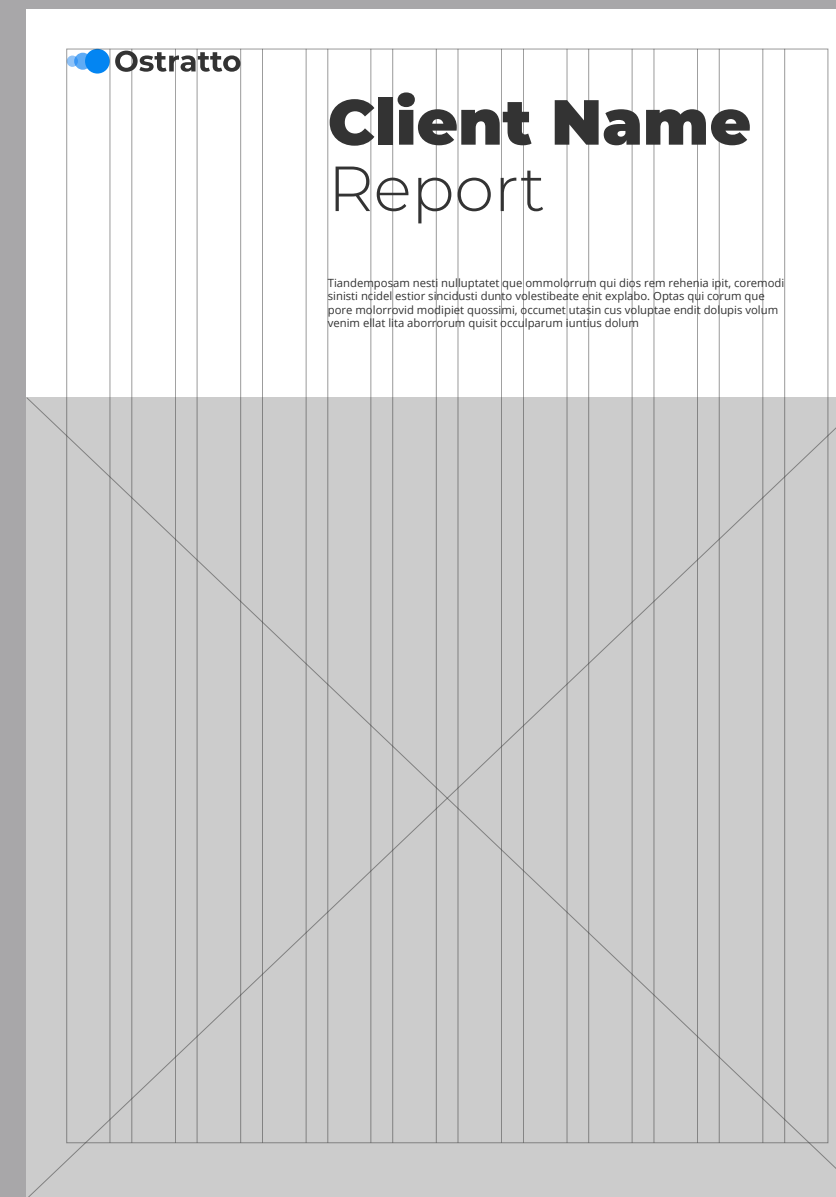 Ostratto
Client Name
Report
Tiandemposam nesti nulluptatet que ommolorrum qui dios rem rehenia ipit, coremodi
sinisti ncidel estior sincidusti dunto volestibeate enit explabo. Optas qui corum que
pore molorrovid modipiet quossimi, occumet utasin cus voluptae endit dolupis volum
venim ellat lita aborrorum quisit occulparum iuntius dolum